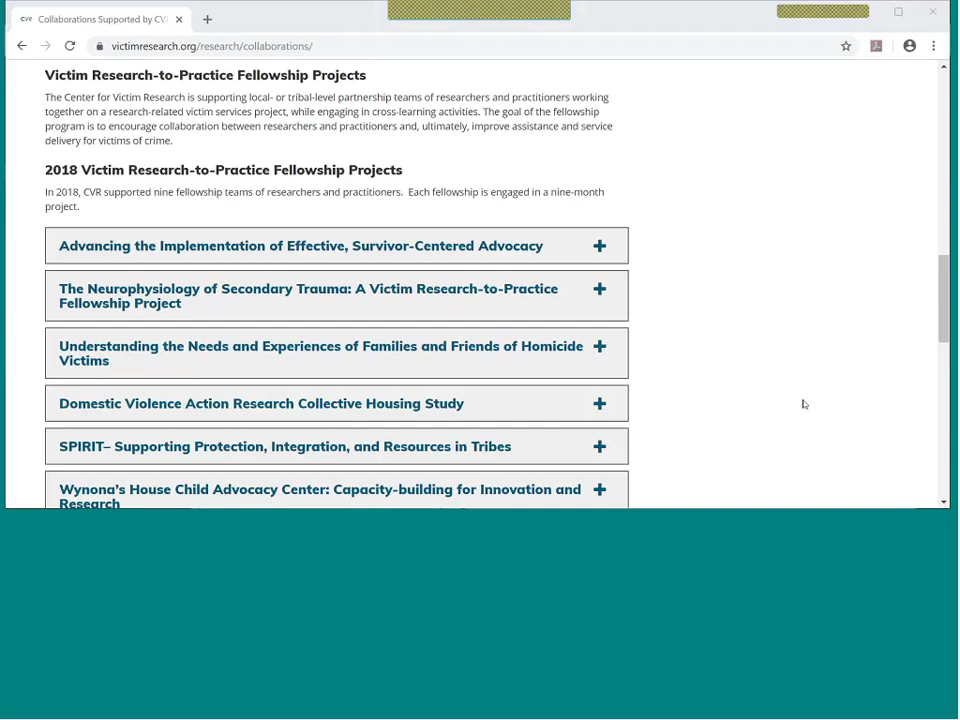 CVR Collaborations Supported by CV
victimresearch.org/research/collaborations/
Victim Research-to-Practice Fellowship Projects
The Center for Victim Research is supporting local- or tribal-level partnership teams of researchers and practitioners working
together on a research-related victim services project, while engaging in cross-learning activities. The goal of the fellowship
program is to encourage collaboration between researchers and practitioners and, ultimately, improve assistance and service
delivery for victims of crime.
2018 Victim Research-to-Practice Fellowship Projects
In 2018, CVR supported nine fellowship teams of researchers and practitioners. Each fellowship is engaged in a nine-month
project.
Advancing the Implementation of Effective, Survivor-Centered Advocacy
The Neurophysiology of Secondary Trauma: A Victim Research-to-Practice
Fellowship Project
Understanding the Needs and Experiences of Families and Friends of Homicide
Victims
Domestic Violence Action Research Collective Housing Study
SPIRIT– Supporting Protection, Integration, and Resources in Tribes
Wynona’s House Child Advocacy Center: Capacity-building for Innovation and
Research